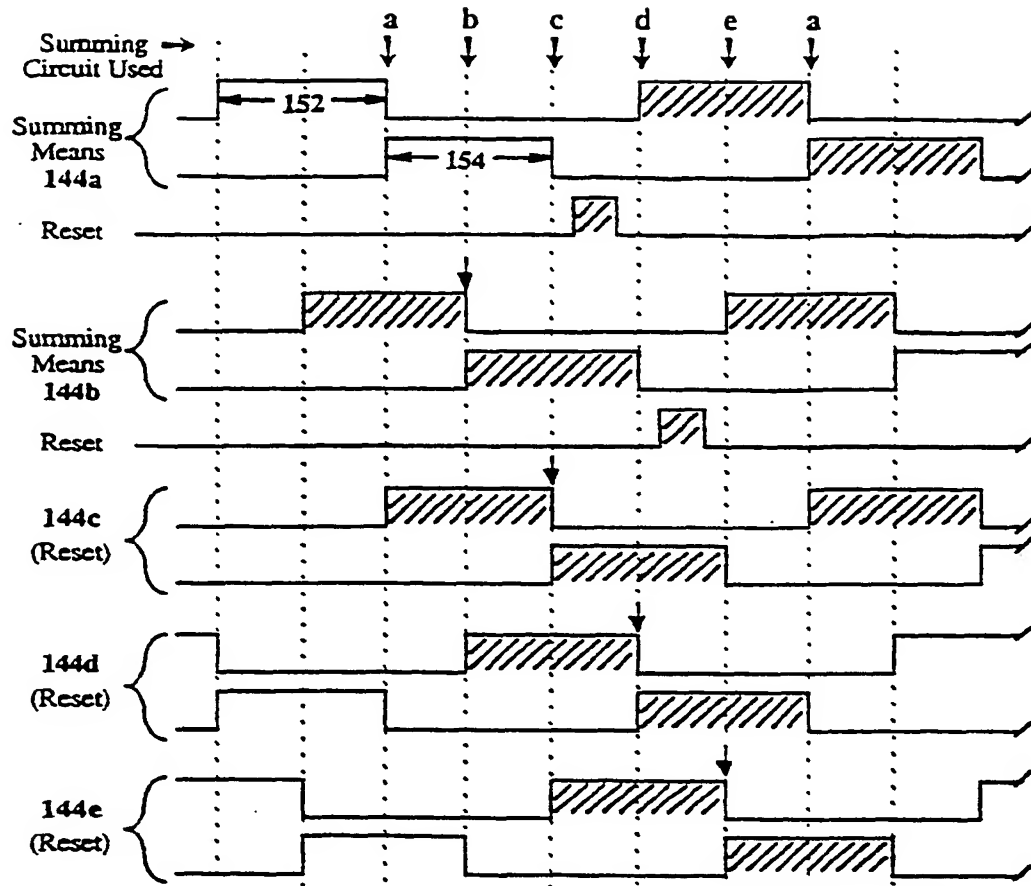 a b c d e a
Summing
Circuit Used
152
Summing
Means
144a
154
Reset
Summing
Means
144b
Reset
144c
(Reset)
144d
(Reset)
144e
(Reset)